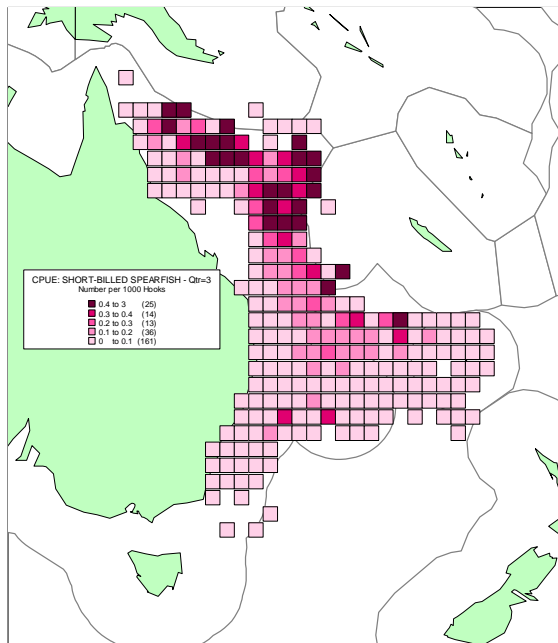 CPUE: SHORT-BILLED SPEARFISH - Qtr=3
Number per 1000 Hooks
0.4 to 3 (25)
0.3 to 0.4 (14)
0.2 to 0.3 (13)
0.1 to 0.2 (36)
0 to 0.1 (161)